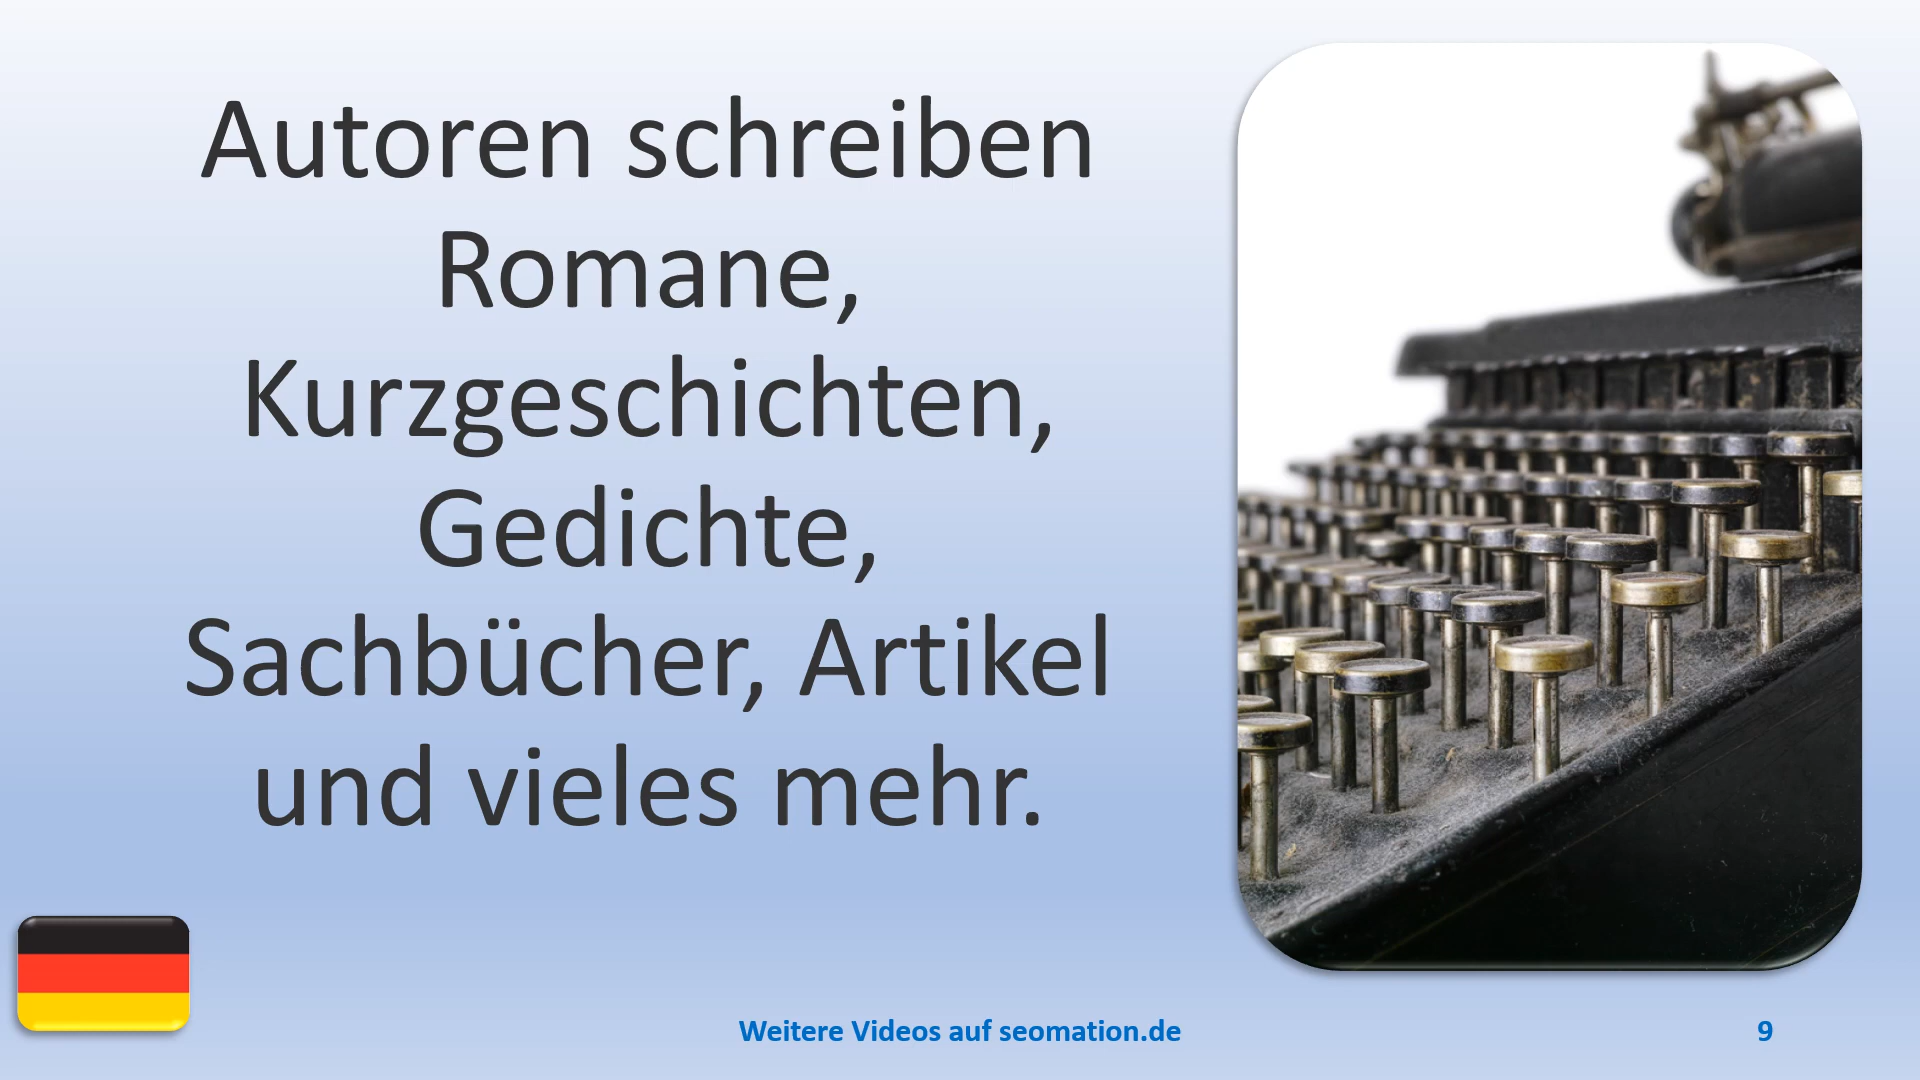 Autoren schreiben
Romane,
Kurzgeschichten,
Gedichte,
Sachbücher, Artikel
und vieles mehr.
Weitere Videos auf seomation.de
9